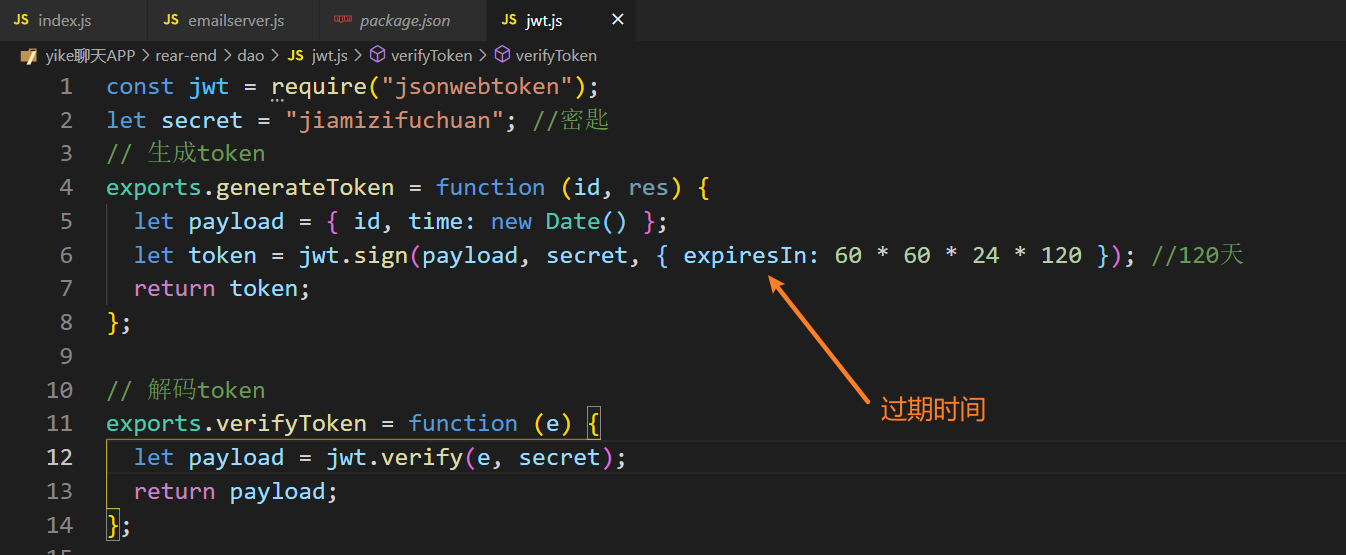 JS index.js JS emailserver.js package.json JS jwt.js ×
yike聊天APP > rear-end > dao > JS jwt.js > verifyToken > verifyToken
1 const jwt = require("jsonwebtoken");
2 let secret = "jiamizifuchuan"; //密匙
3 // 生成token
4 exports.generateToken = function (id, res) {
5 let payload = { id, time: new Date() };
6 let token = jwt.sign(payload, secret, { expiresIn: 60 * 60 * 24 * 120 }); //120天
7 return token;
8 };
9
10 // 解码token
过期时间
11 exports.verifyToken = function (e) {
12 let payload = jwt.verify(e, secret);
13 return payload;
14 };